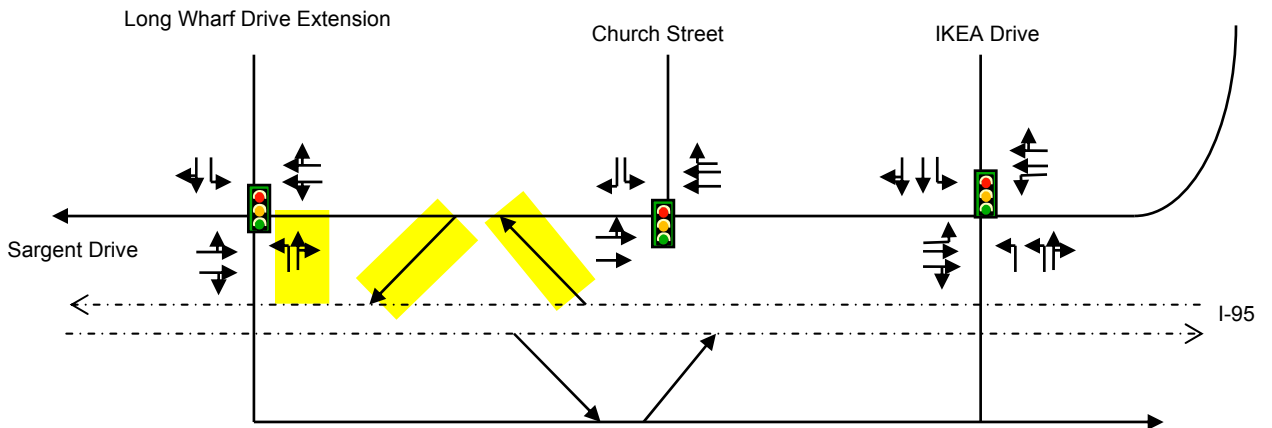 Long Wharf Drive Extension
Church Street
IKEA Drive
Sargent Drive
I-95